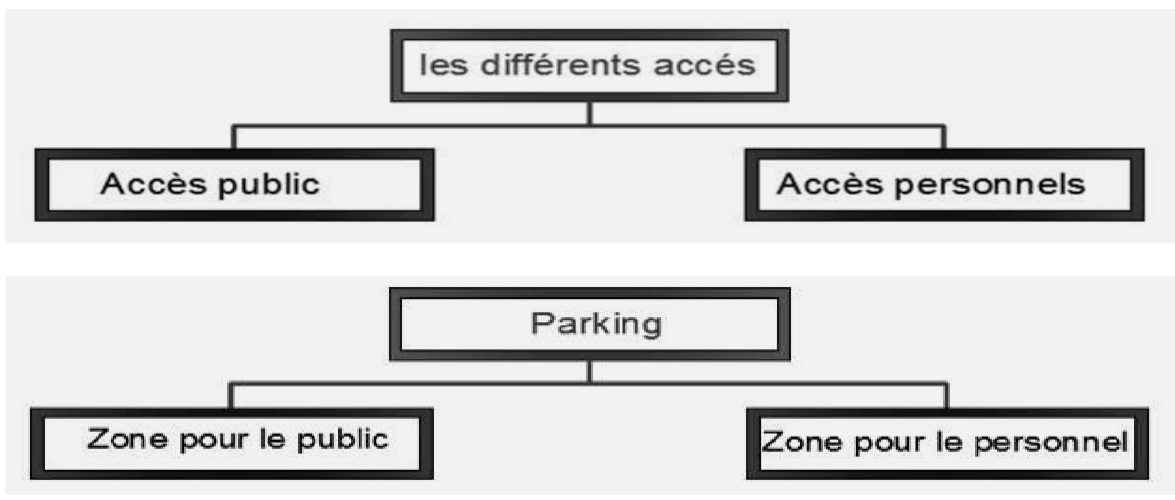 les différents accés
Accès public
Accès personnels
Parking
Zone pour le public
Zone pour le personnel